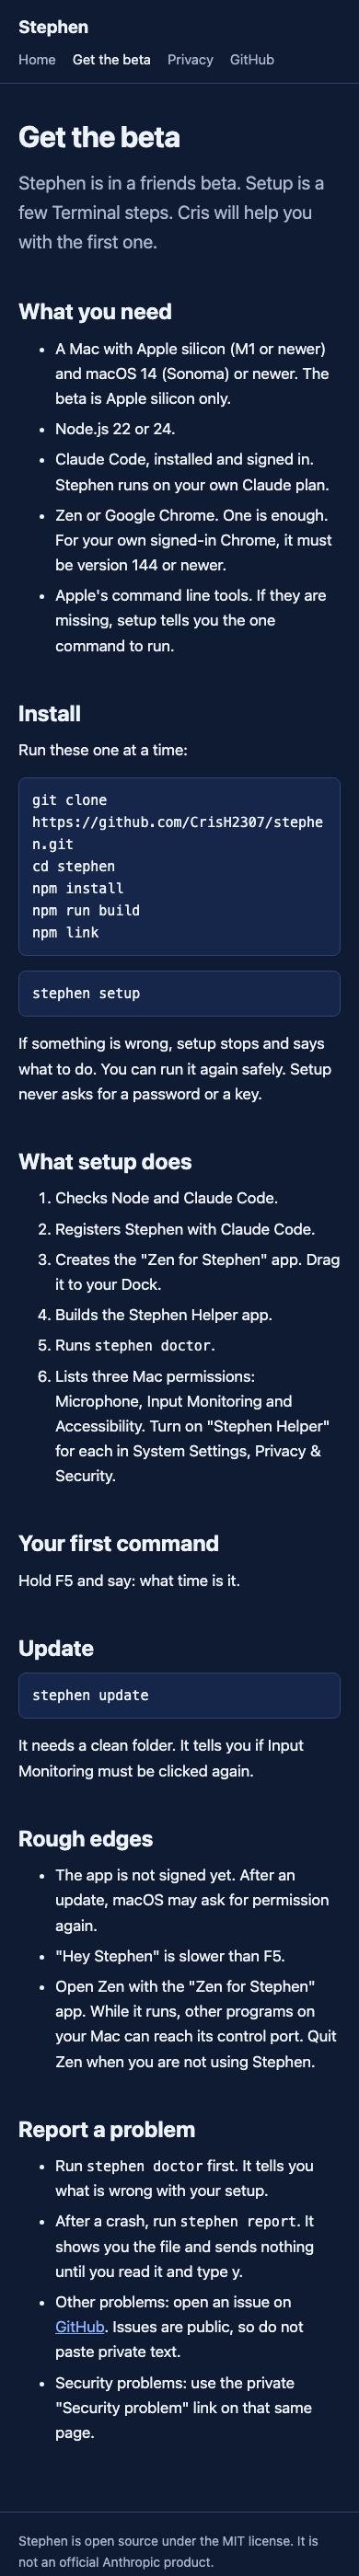 Stephen
Home Get the beta Privacy GitHub
Get the beta
Stephen is in a friends beta. Setup is a
few Terminal steps. Cris will help you
with the first one.
What you need
• A Mac with Apple silicon (M1 or newer)
and macOS 14 (Sonoma) or newer. The
beta is Apple silicon only.
• Node.js 22 or 24.
• Claude Code, installed and signed in.
Stephen runs on your own Claude plan.
• Zen or Google Chrome. One is enough.
For your own signed-in Chrome, it must
be version 144 or newer.
• Apple's command line tools. If they are
missing, setup tells you the one
command to run.
Install
Run these one at a time:
git clone
https://github.com/CrisH2307/stephe
n.git
cd stephen
npm install
npm run build
npm link
stephen setup
If something is wrong, setup stops and says
what to do. You can run it again safely. Setup
never asks for a password or a key.
What setup does
1. Checks Node and Claude Code.
2. Registers Stephen with Claude Code.
3. Creates the "Zen for Stephen" app. Drag
it to your Dock.
4. Builds the Stephen Helper app.
5. Runs stephen doctor.
6. Lists three Mac permissions:
Microphone, Input Monitoring and
Accessibility. Turn on "Stephen Helper"
for each in System Settings, Privacy &
Security.
Your first command
Hold F5 and say: what time is it.
Update
stephen update
It needs a clean folder. It tells you if Input
Monitoring must be clicked again.
Rough edges
• The app is not signed yet. After an
update, macOS may ask for permission
again.
• "Hey Stephen" is slower than F5.
• Open Zen with the "Zen for Stephen"
app. While it runs, other programs on
your Mac can reach its control port. Quit
Zen when you are not using Stephen.
Report a problem
• Run stephen doctor first. It tells you
what is wrong with your setup.
• After a crash, run stephen report. It
shows you the file and sends nothing
until you read it and type y.
• Other problems: open an issue on
GitHub. Issues are public, so do not
paste private text.
• Security problems: use the private
"Security problem" link on that same
page.
Stephen is open source under the MIT license. It is
not an official Anthropic product.